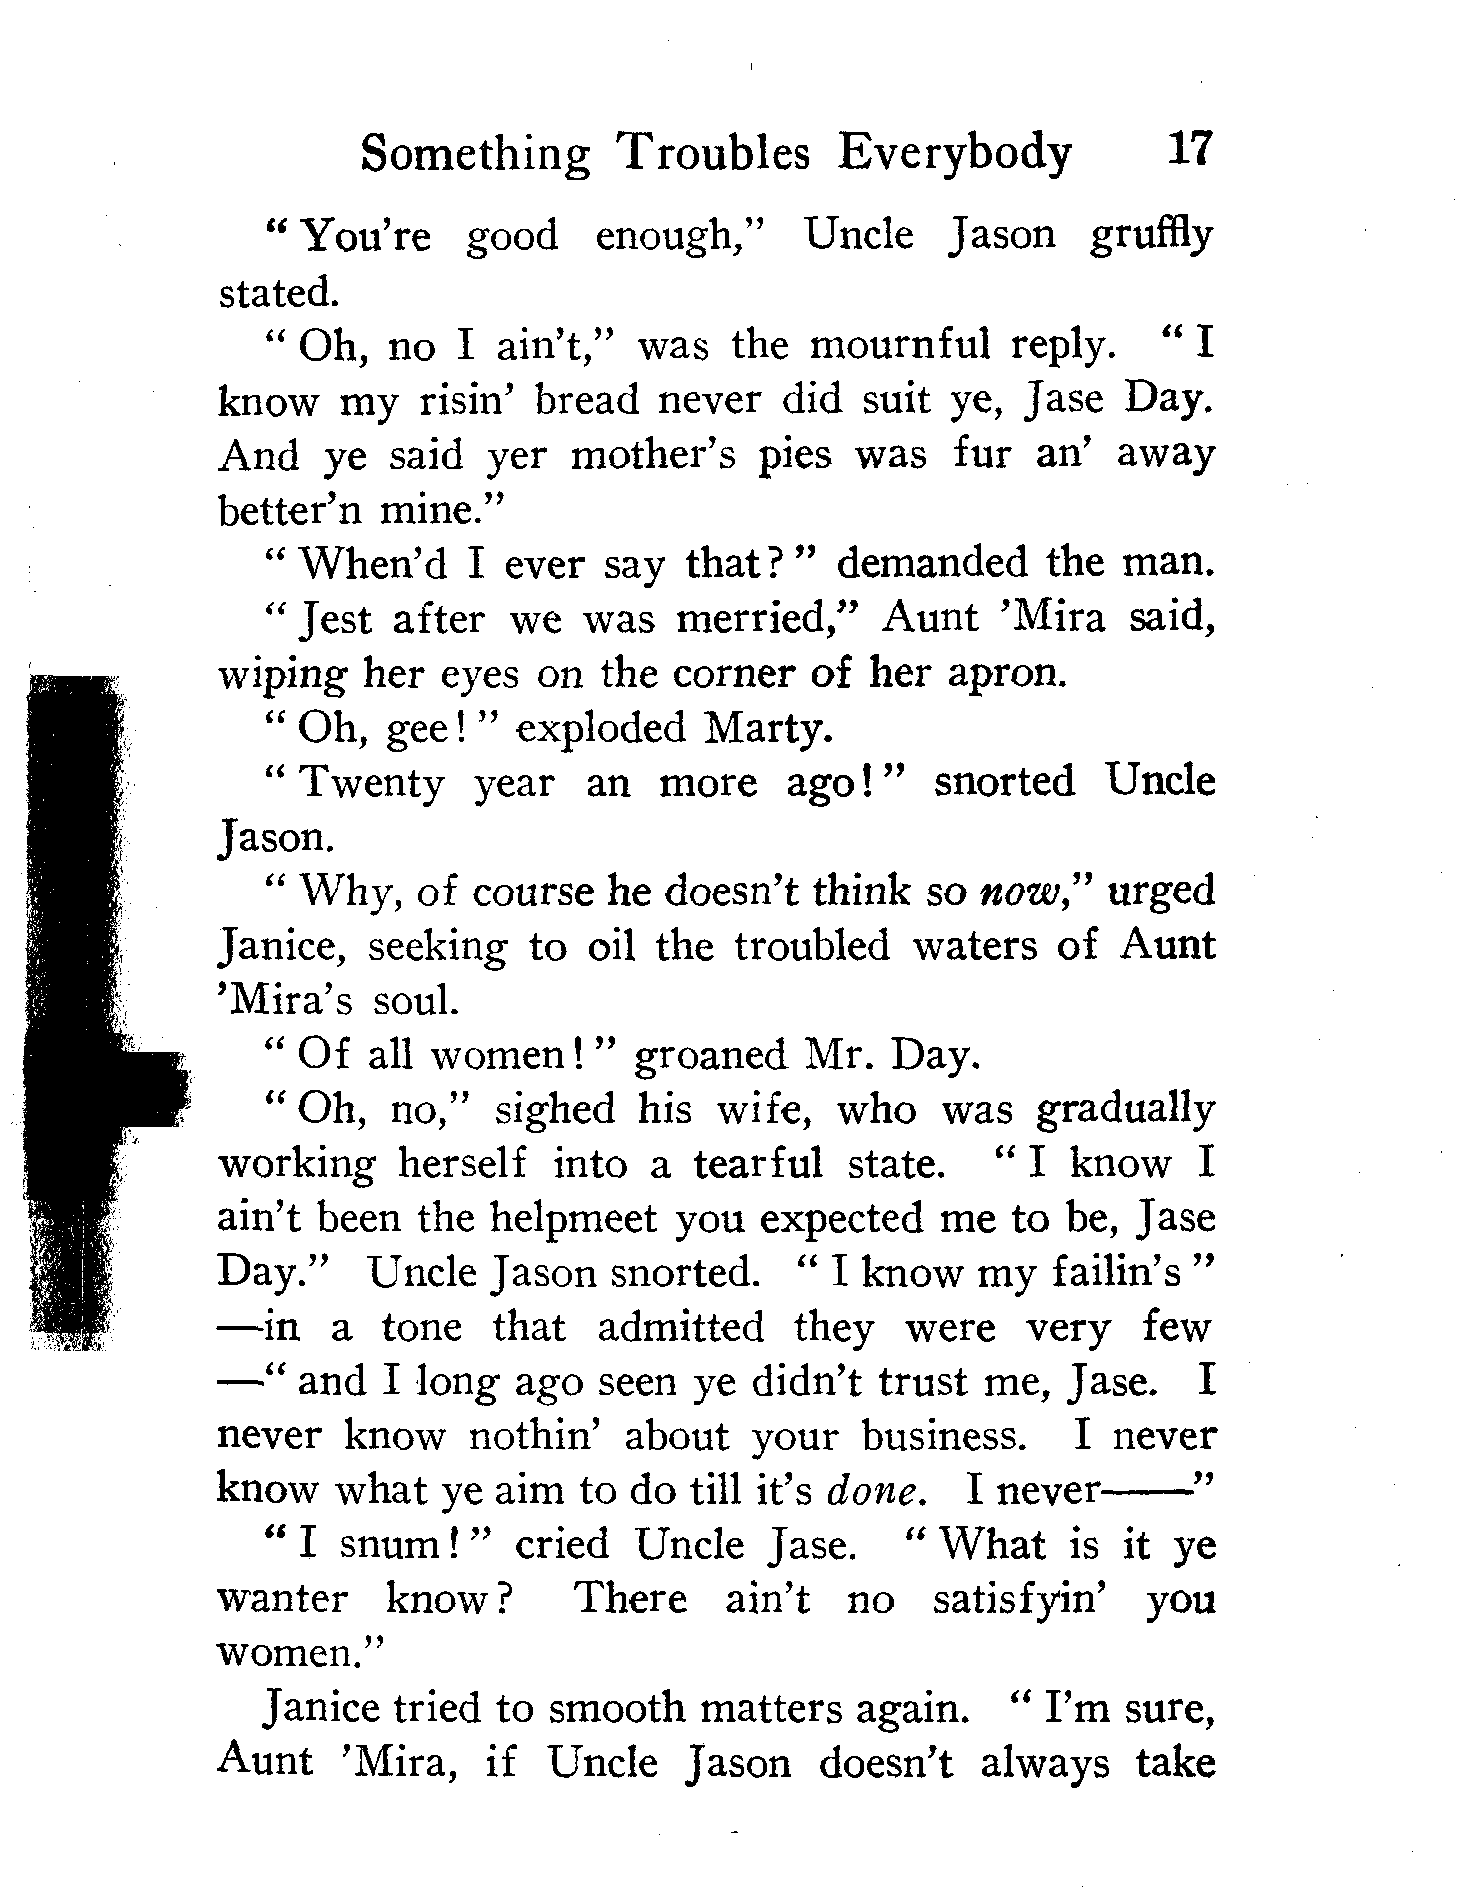 Something Troubles Everybody 17
“ You're good enough,” Uncle Jason gruffly
stated.
“ Oh, no I ain't,” was the mournful reply. “ I
know my risin' bread never did suit ye, Jase Day.
And ye said yer mother's pies was fur an' away
better'n mine.”
“ When'd I ever say that? ” demanded the man.
“ Jest after we was merried,” Aunt 'Mira said,
wiping her eyes on the corner of her apron.
“ Oh, gee! ” exploded Marty.
“ Twenty year an more ago! ” snorted Uncle
Jason.
“ Why, of course he doesn't think so now,” urged
Janice, seeking to oil the troubled waters of Aunt
'Mira's soul.
“ Of all women! ” groaned Mr. Day.
“ Oh, no,” sighed his wife, who was gradually
working herself into a tearful state. “ I know I
ain't been the helpmeet you expected me to be, Jase
Day.” Uncle Jason snorted. “ I know my failin's ”
—in a tone that admitted they were very few
—“ and I long ago seen ye didn't trust me, Jase. I
never know nothin' about your business. I never
know what ye aim to do till it's done. I never——”
“ I snum! ” cried Uncle Jase. “ What is it ye
wanter know? There ain't no satisfyin' you
women.”
Janice tried to smooth matters again. “ I'm sure,
Aunt 'Mira, if Uncle Jason doesn't always take